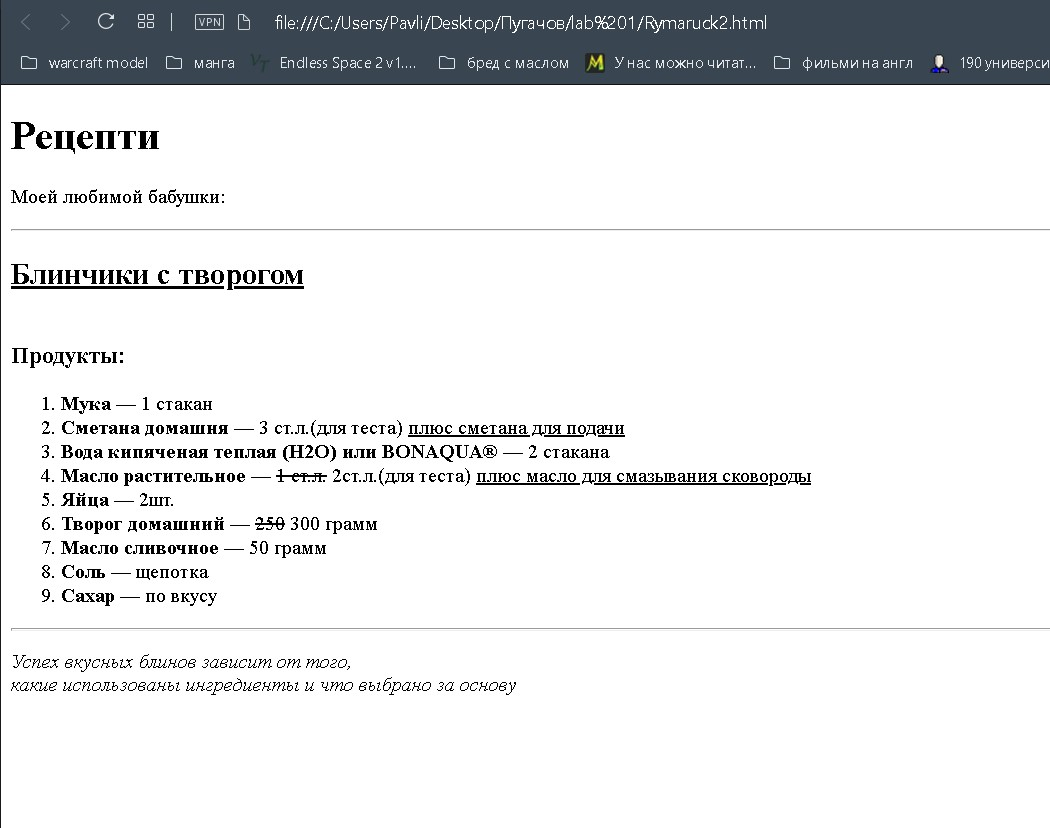 VPN file:///C:/Users/Pavli/Desktop/Пугачов/lab%201/Rymaruck2.html
warcraft model манга Endless Space 2 v1.... бред с маслом У нас можно читат... фильми на англ 190 универси
Рецепти
Моей любимой бабушки:
Блинчики с творогом
Продукты:
1. Мука — 1 стакан
2. Сметана домашня — 3 ст.л.(для теста) плюс сметана для подачи
3. Вода кипяченая теплая (H2O) или BONAQUA® — 2 стакана
4. Масло растительное — 1 ст.л. 2ст.л.(для теста) плюс масло для смазывания сковороды
5. Яйца — 2шт.
6. Творог домашний — 250 300 грамм
7. Масло сливочное — 50 грамм
8. Соль — щепотка
9. Сахар — по вкусу
Успех вкусных блинов зависит от того,
какие использованы ингредиенты и что выбрано за основу